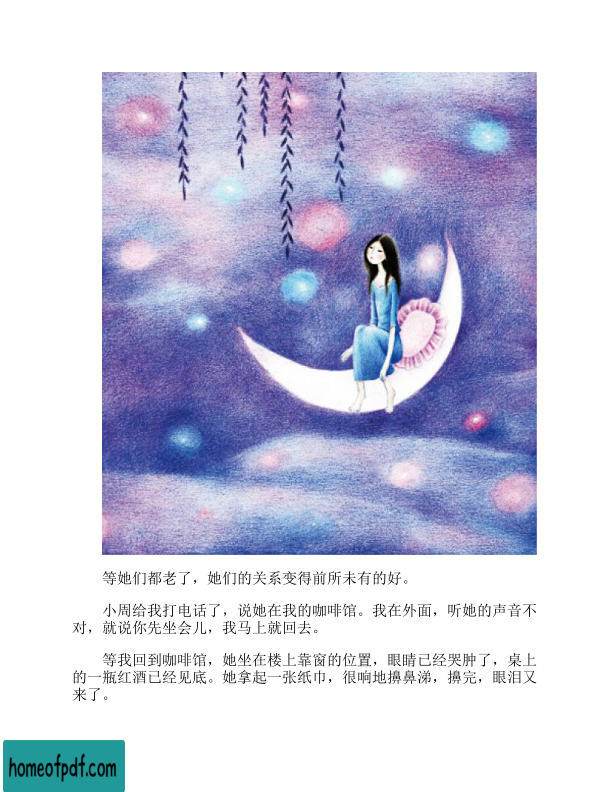 等她们都老了，她们的关系变得前所未有的好。
小周给我打电话了，说她在我的咖啡馆。我在外面，听她的声音不
对，就说你先坐会儿，我马上就回去。
等我回到咖啡馆，她坐在楼上靠窗的位置，眼睛已经哭肿了，桌上
的一瓶红酒已经见底。她拿起一张纸巾，很响地擤鼻涕，擤完，眼泪又
来了。
homeofpdf.com